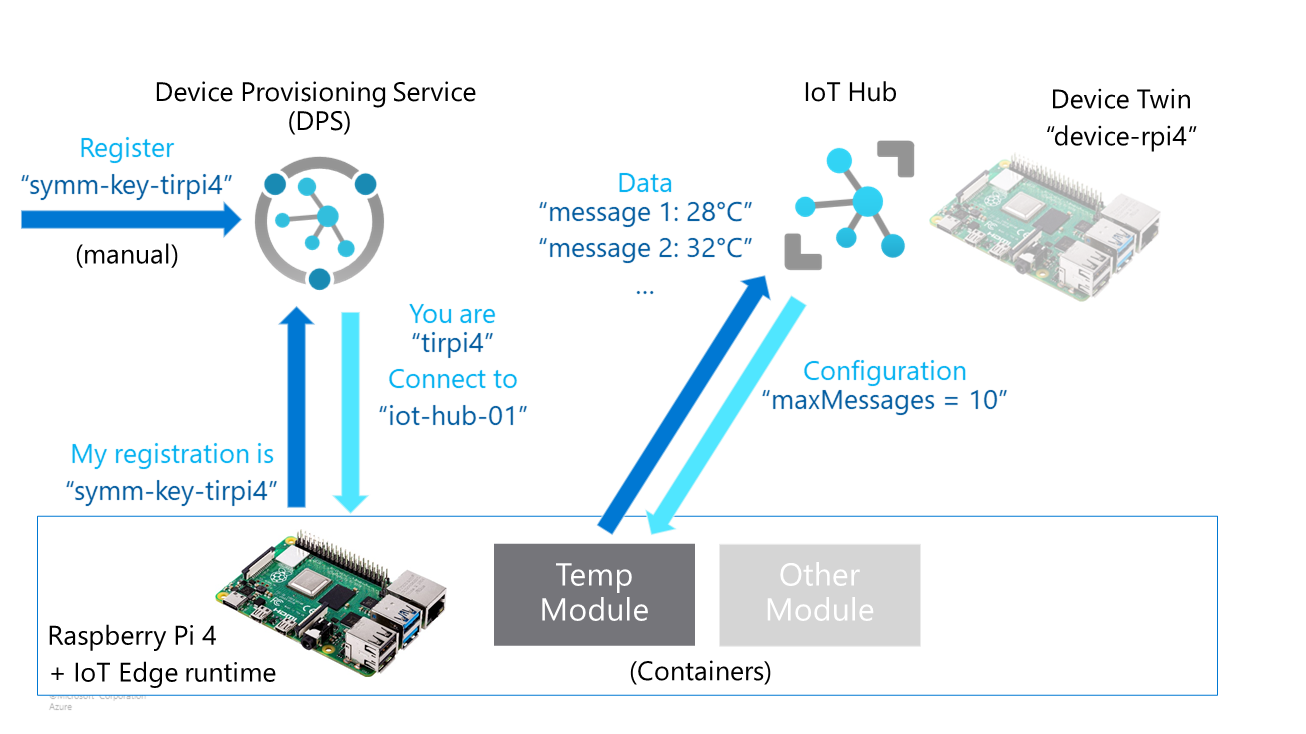 Device Provisioning Service
(DPS)
IoT Hub
Device Twin
“device-rpi4”
Register
“symm-key-tirpi4”
(manual)
Data
“message 1: 28°C”
“message 2: 32°C”
...
You are
“tirpi4”
Connect to
“iot-hub-01”
Configuration
“maxMessages = 10”
My registration is
“symm-key-tirpi4”
Temp
Module
Other
Module
Raspberry Pi 4
+ IoT Edge runtime
(Containers)
©Microsoft Corporation
Azure